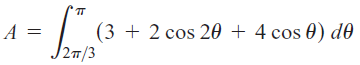 A = ∫_{2π/3}^{π} (3 + 2 cos 2θ + 4 cos θ) dθ